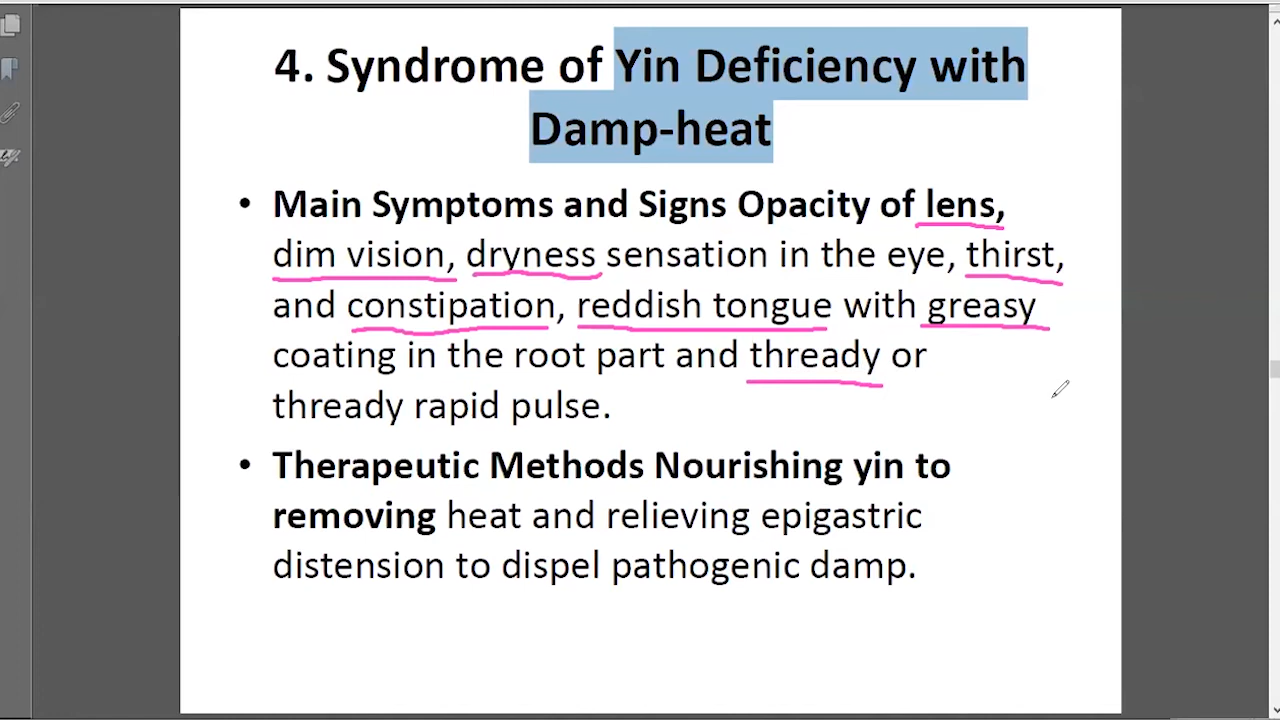 4. Syndrome of Yin Deficiency with
Damp-heat
• Main Symptoms and Signs Opacity of lens,
dim vision, dryness sensation in the eye, thirst,
and constipation, reddish tongue with greasy
coating in the root part and thready or
thready rapid pulse.
• Therapeutic Methods Nourishing yin to
removing heat and relieving epigastric
distension to dispel pathogenic damp.